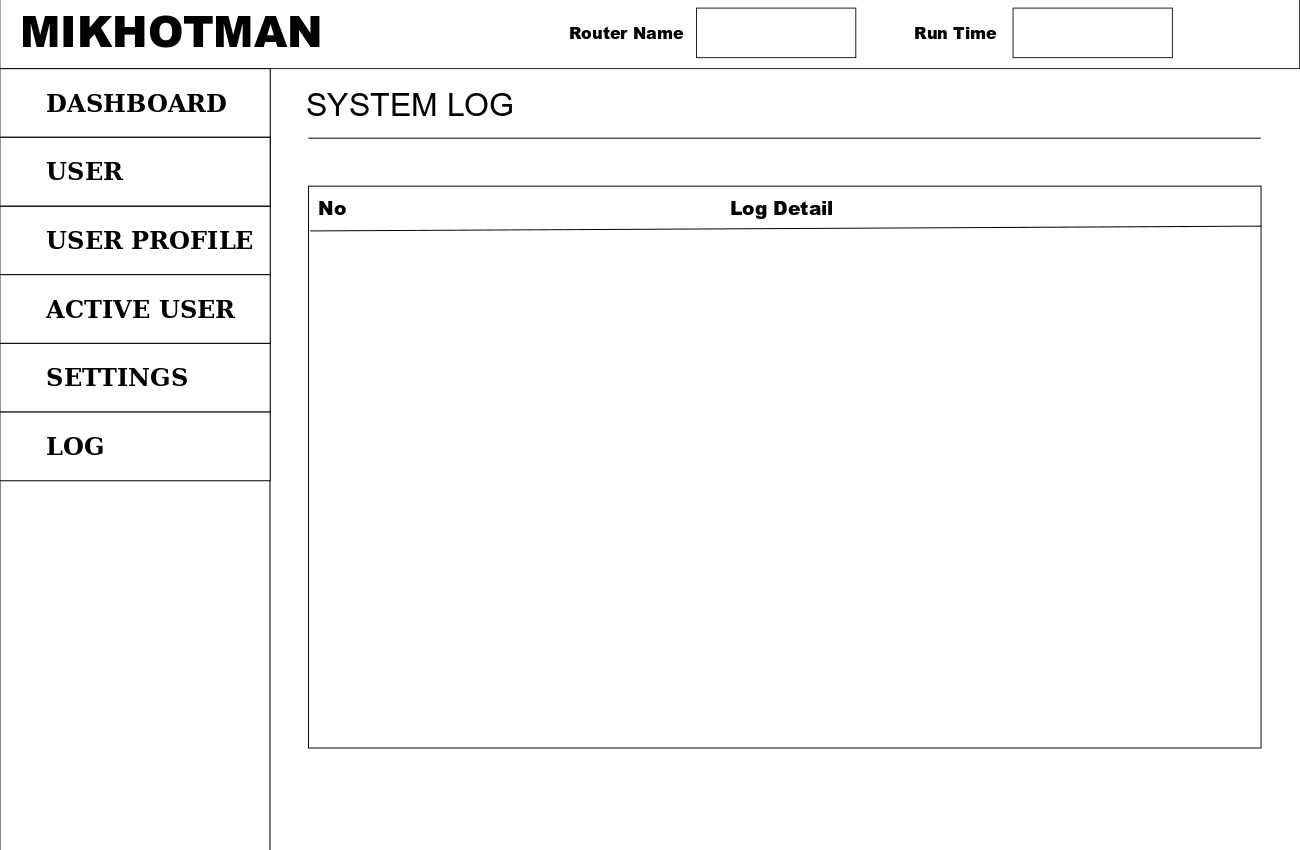 MIKHOTMAN
Router Name
Run Time
DASHBOARD
USER
USER PROFILE
ACTIVE USER
SETTINGS
LOG
SYSTEM LOG
No
Log Detail